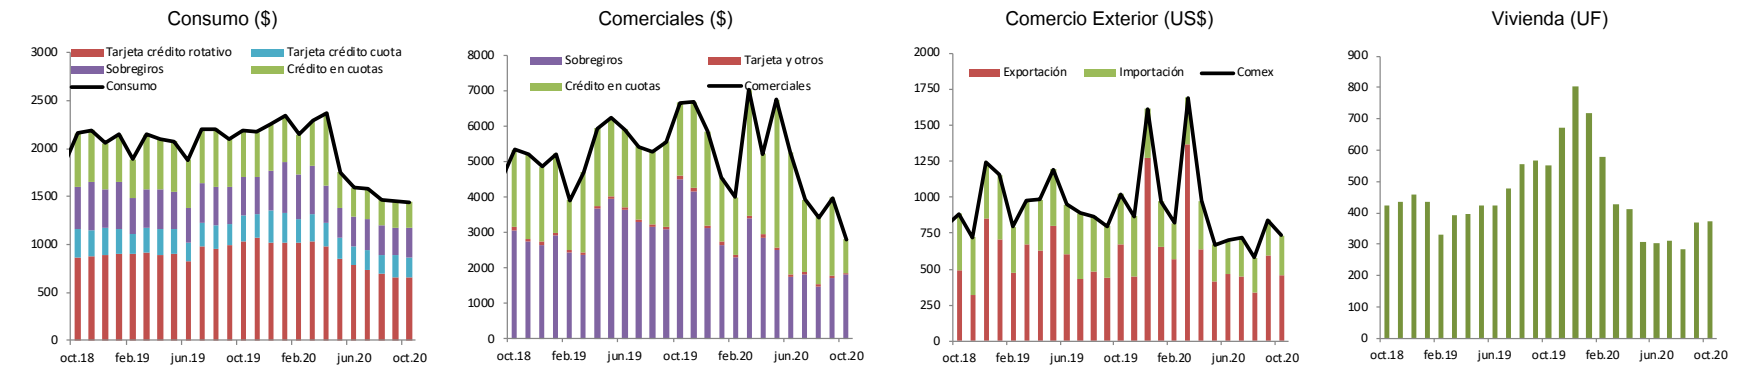 Consumo ($)
3000
2500
2000
1500
1000
500
0
Tarjeta crédito rotativo
Tarjeta crédito cuota
Sobregiros
Crédito en cuotas
Consumo
oct.18
feb.19
jun.19
oct.19
feb.20
jun.20
oct.20
Comerciales ($)
8000
7000
6000
5000
4000
3000
2000
1000
0
Sobregiros
Tarjeta y otros
Crédito en cuotas
Comerciales
oct.18
feb.19
jun.19
oct.19
feb.20
jun.20
oct.20
Comercio Exterior (US$)
2000
1750
1500
1250
1000
750
500
250
0
Exportación
Importación
Comex
oct.18
feb.19
jun.19
oct.19
feb.20
jun.20
oct.20
Vivienda (UF)
900
800
700
600
500
400
300
200
100
0
oct.18
feb.19
jun.19
oct.19
feb.20
jun.20
oct.20